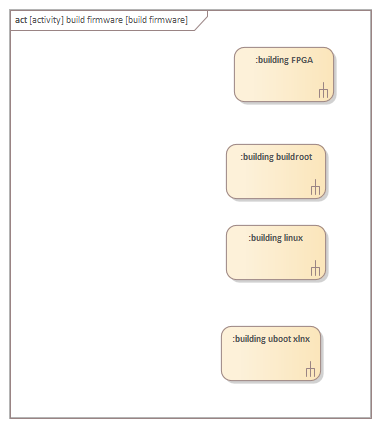 act [activity] build firmware [build firmware]
:building FPGA
:building buildroot
:building linux
:building uboot xlnx